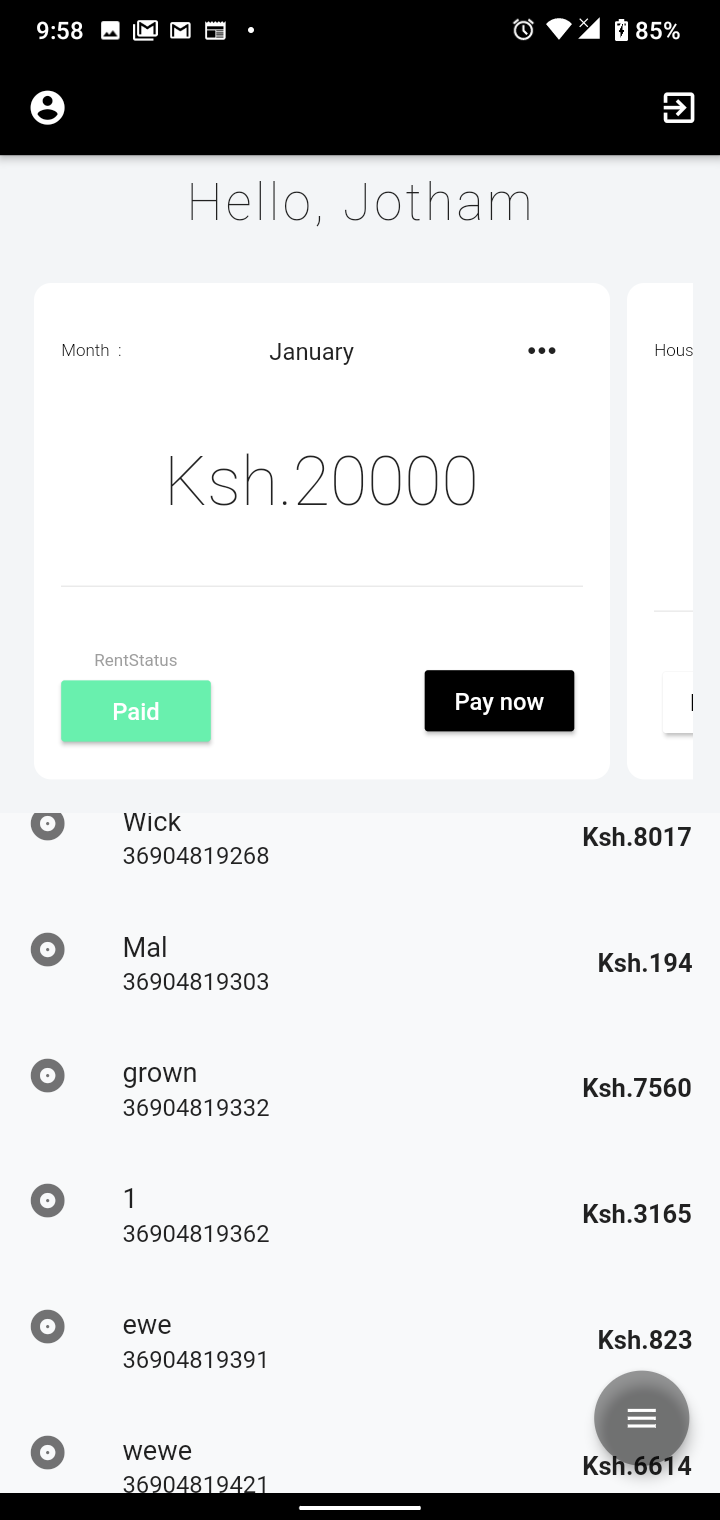 9:58 85%
Hello, Jotham
Month : January ••• Hous
Ksh.20000
RentStatus
Paid Pay now
Wick Ksh.8017
36904819268
Mal Ksh.194
36904819303
grown Ksh.7560
36904819332
1 Ksh.3165
36904819362
ewe Ksh.823
36904819391
wewe Ksh.6614
36904819421